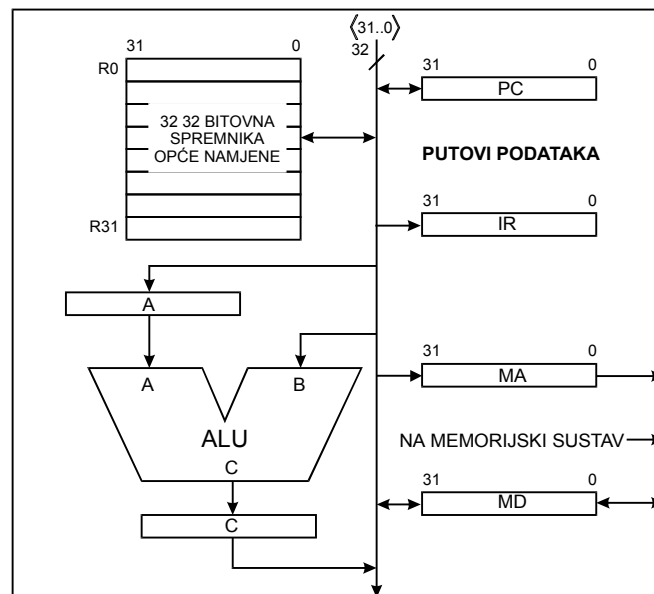 ⟨31..0⟩
32
31 0
R0
32 32 BITOVNA
SPREMNIKA
OPĆE NAMJENE
R31
31 0
PC
PUTOVI PODATAKA
31 0
IR
A
A B
ALU
C
C
31 0
MA
NA MEMORIJSKI SUSTAV
31 0
MD